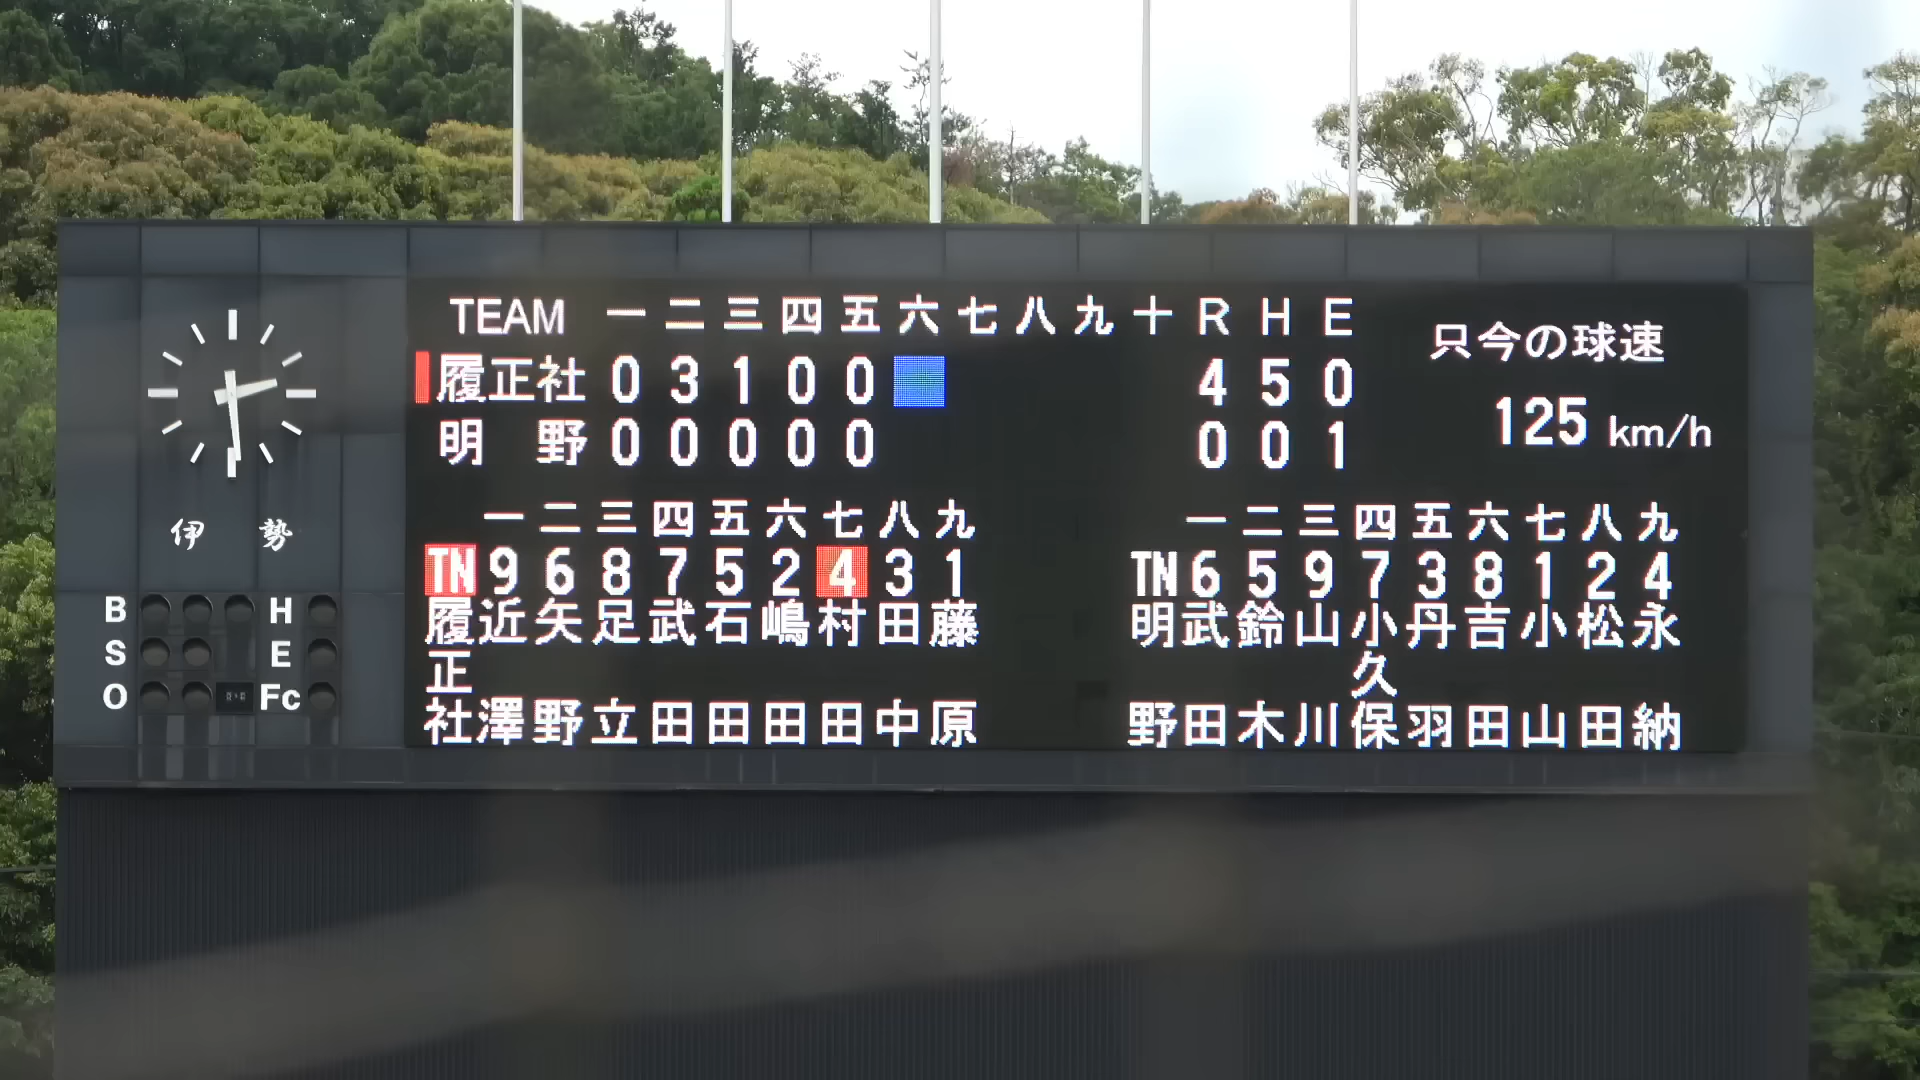 TEAM 一 二 三 四 五 六 七 八 九 十 R H E
履正社 0 3 1 0 0 4 5 0
明 野 0 0 0 0 0 0 0 1
只今の球速
125 km/h
伊 勢
B H
S E
O Fc
一 二 三 四 五 六 七 八 九
TN 9 6 8 7 5 2 4 3 1
履 近 矢 足 武 石 嶋 村 田 藤
正
社 澤 野 立 田 田 田 田 中 原
一 二 三 四 五 六 七 八 九
TN 6 5 9 7 3 8 1 2 4
明 武 鈴 山 小 丹 吉 小 松 永
久
野 田 木 川 保 羽 田 山 田 納